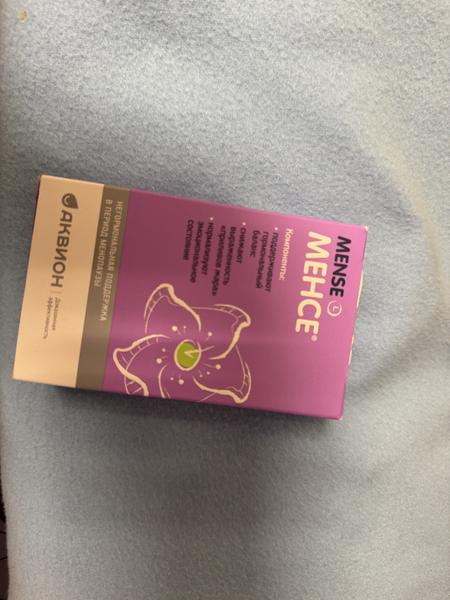 MENSE
МЕНСЕ®
Компоненты:
• поддерживают
гормональный
баланс
• снижают
выраженность
«приливов жара»
• нормализуют
эмоциональное
состояние
НЕГОРМОНАЛЬНАЯ ПОДДЕРЖКА
В ПЕРИОД МЕНОПАУЗЫ
АКВИОН
Доказанная
эффективность